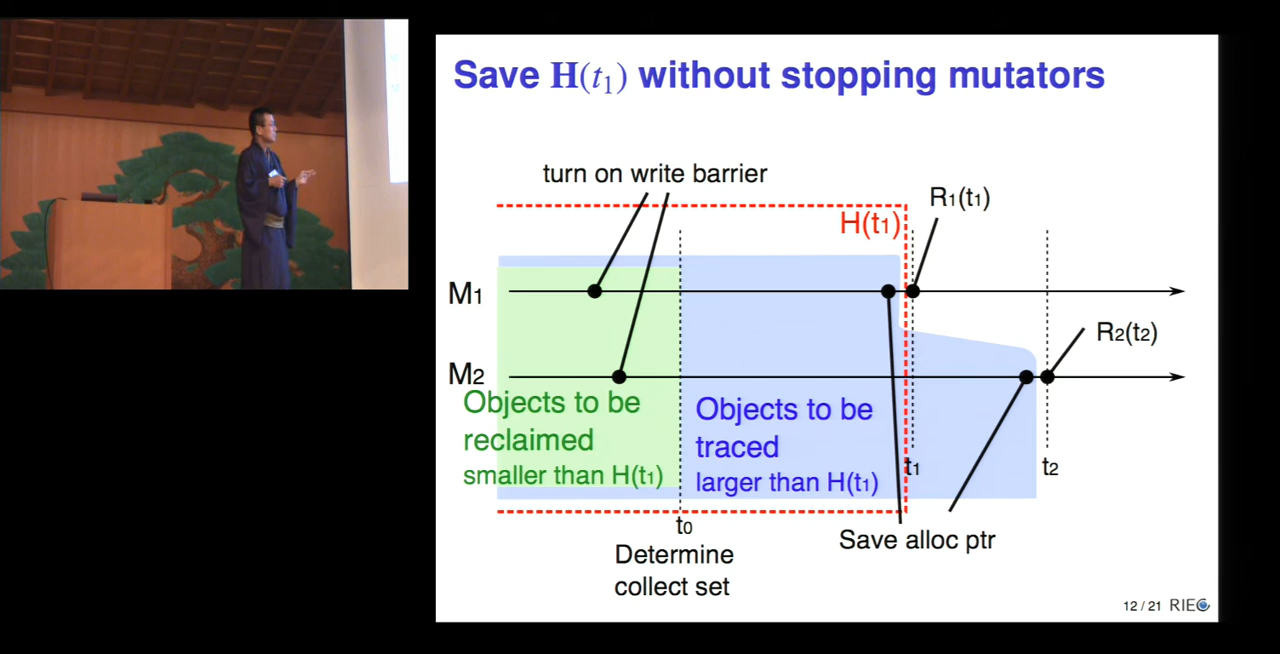 Save H(t₁) without stopping mutators
turn on write barrier
R₁(t₁)
H(t₁)
M₁
R₂(t₂)
M₂
Objects to be
reclaimed
smaller than H(t₁)
Objects to be
traced
larger than H(t₁)
t₁
t₂
t₀
Determine
collect set
Save alloc ptr
12 / 21 RIEC